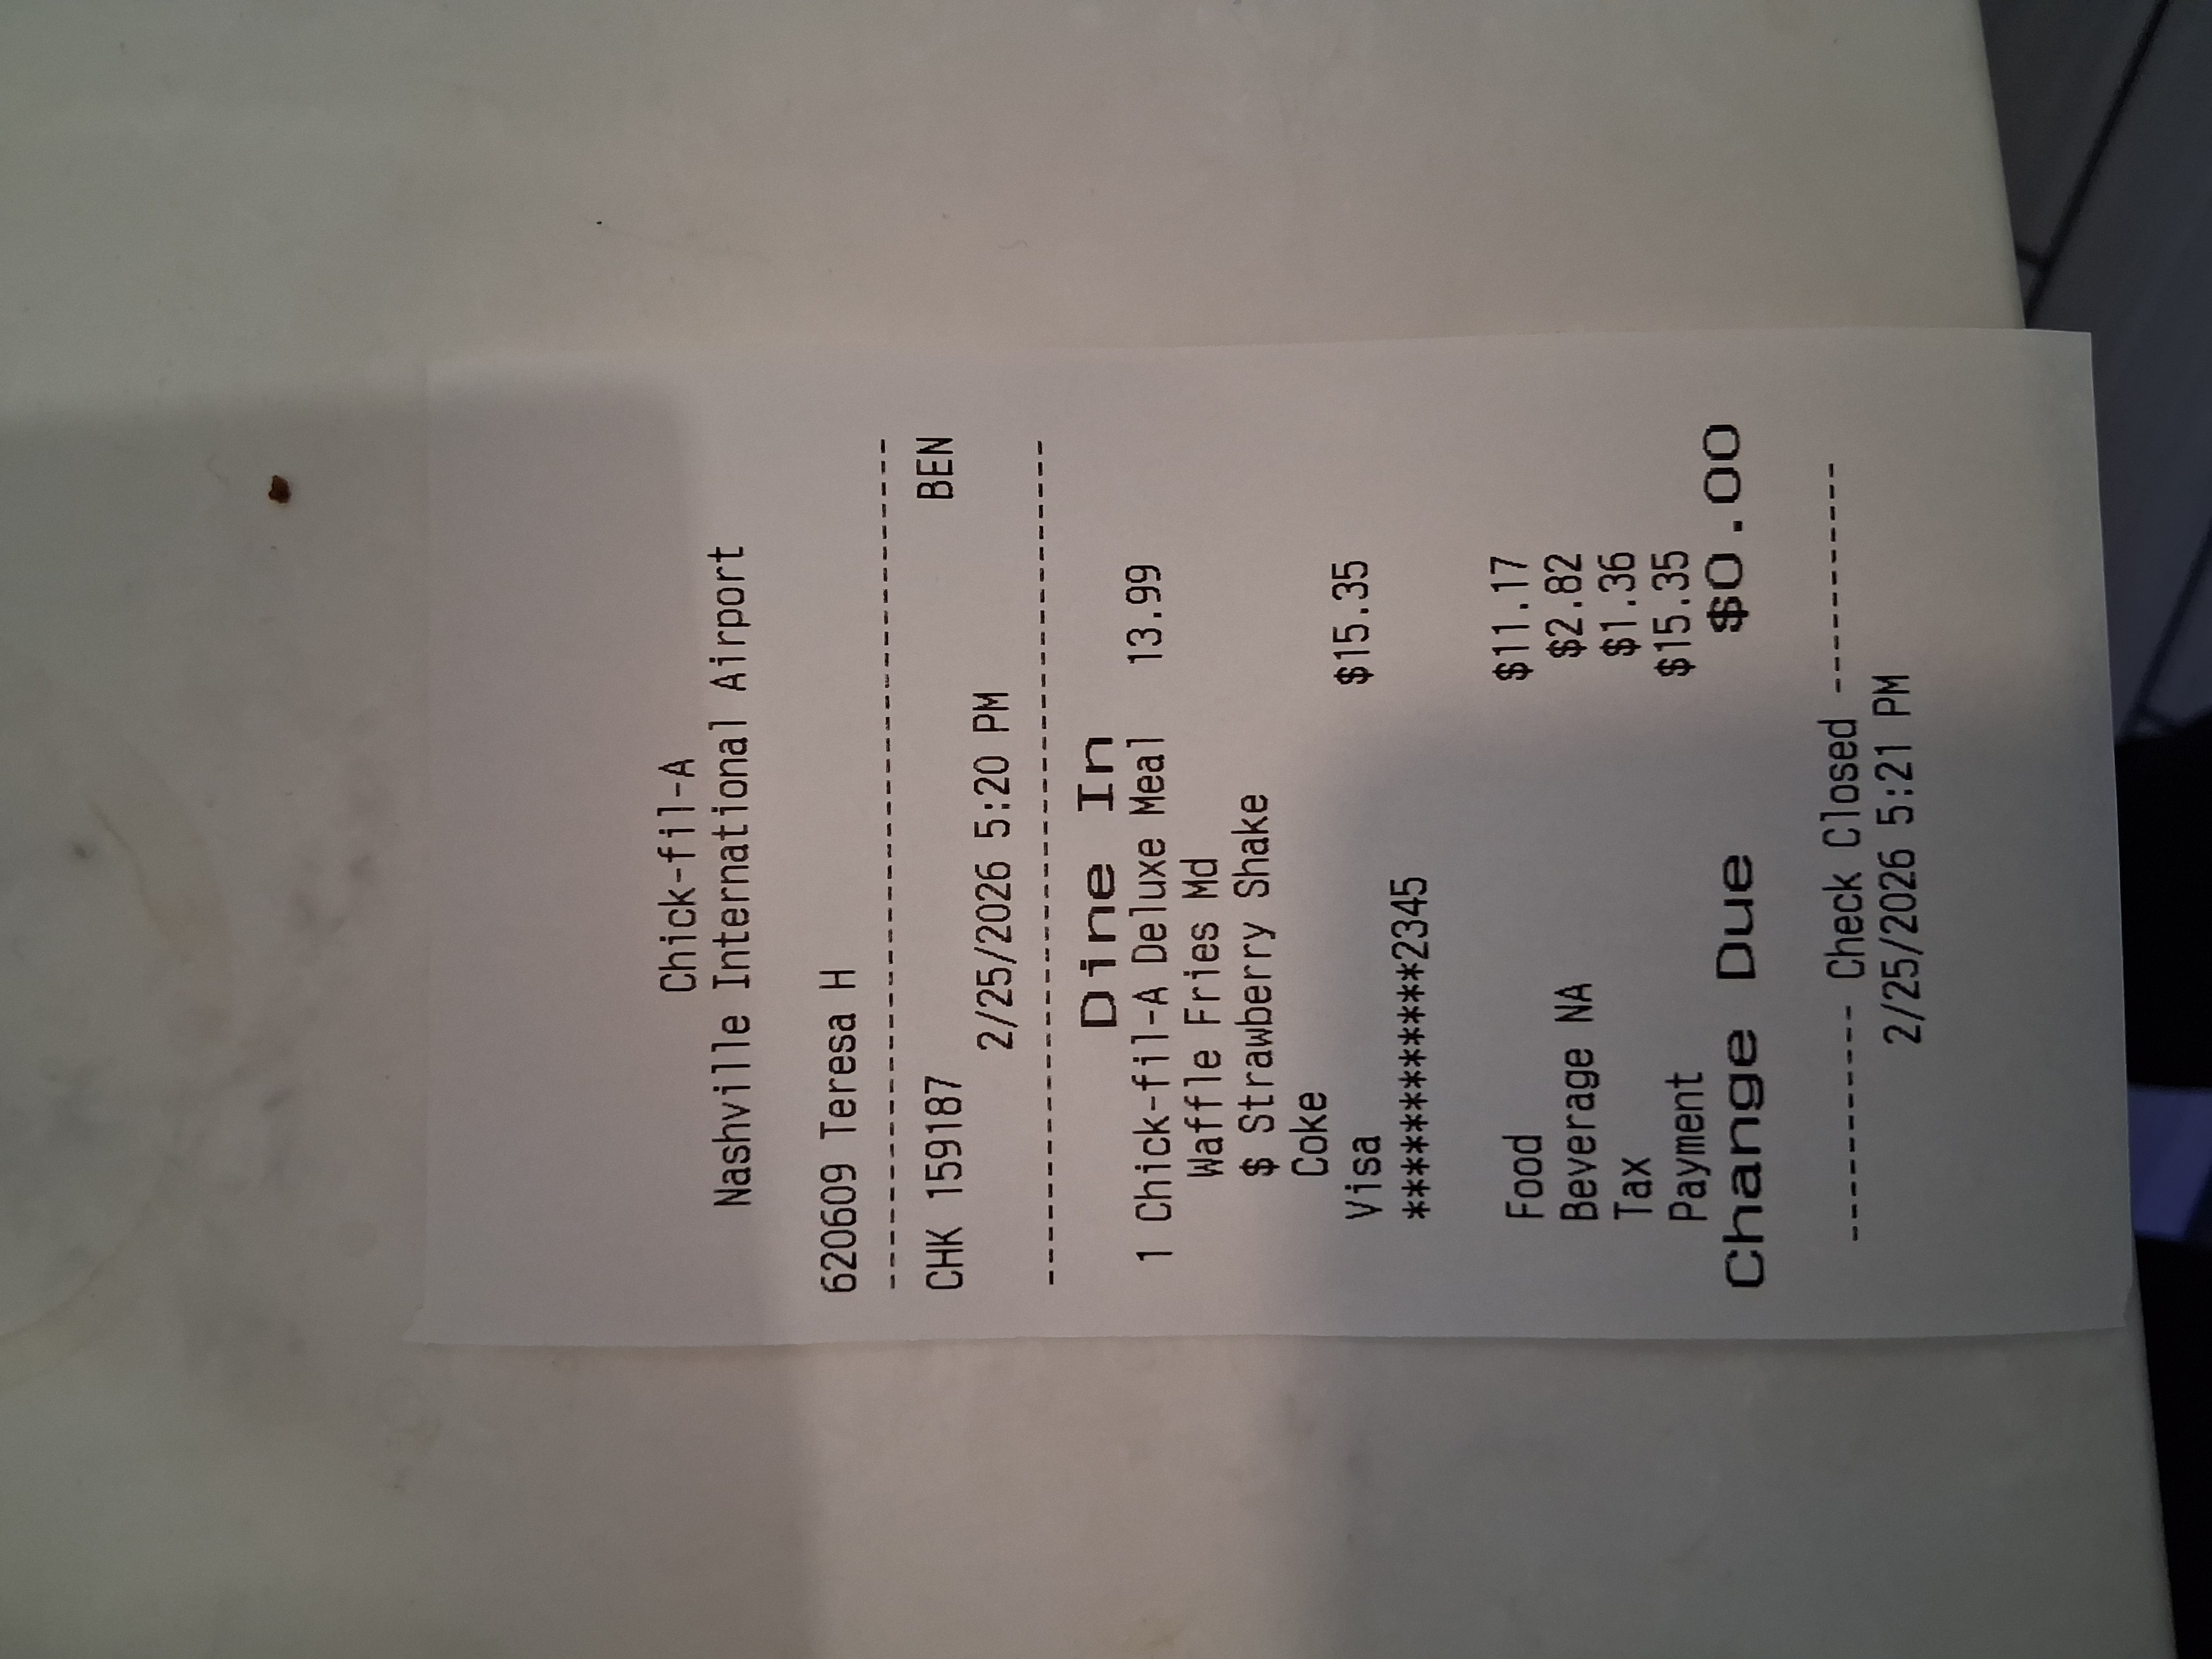 Chick-fil-A
Nashville International Airport
620609 Teresa H
----------------------------------------
CHK 159187 BEN
2/25/2026 5:20 PM
----------------------------------------
Dine In
1 Chick-fil-A Deluxe Meal 13.99
Waffle Fries Md
$ Strawberry Shake
Coke
Visa $15.35
************2345
Food $11.17
Beverage NA $2.82
Tax $1.36
Payment $15.35
Change Due $0.00
----------- Check Closed -----------
2/25/2026 5:21 PM